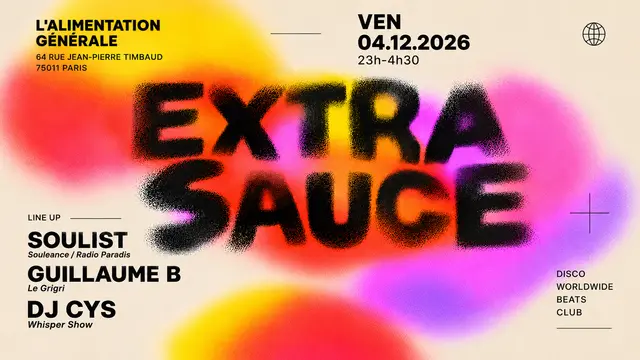 L'ALIMENTATION
GÉNÉRALE
64 RUE JEAN-PIERRE TIMBAUD
75011 PARIS
VEN
04.12.2026
23h-4h30
EXTRA
SAUCE
LINE UP
SOULIST
Souleance / Radio Paradis
GUILLAUME B
Le Grigri
DJ CYS
Whisper Show
DISCO
WORLDWIDE
BEATS
CLUB